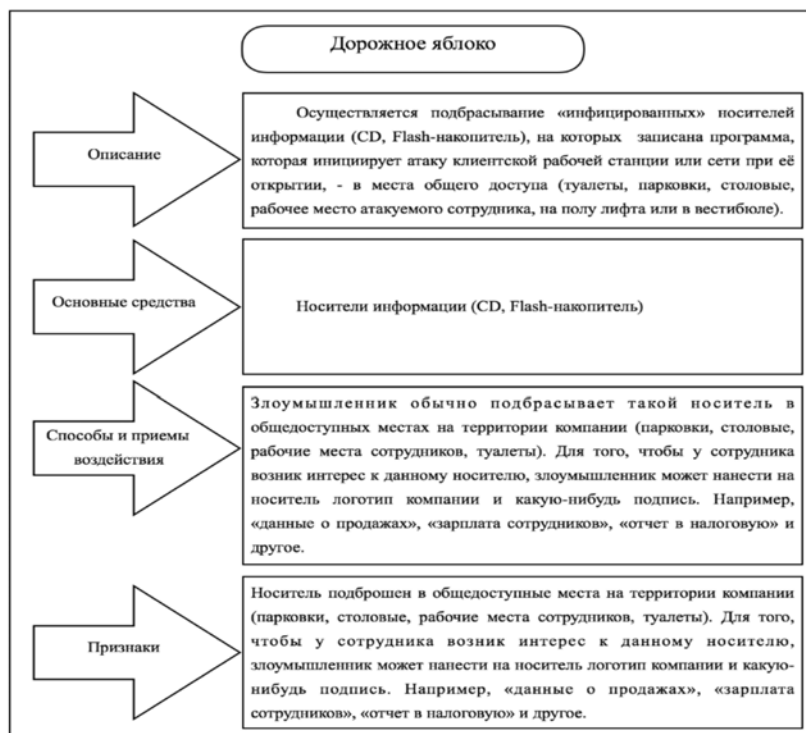 Дорожное яблоко
Описание
Осуществляется подбрасывание «инфицированных» носителей
информации (CD, Flash-накопитель), на которых записана программа,
которая инициирует атаку клиентской рабочей станции или сети при её
открытии, - в места общего доступа (туалеты, парковки, столовые,
рабочее место атакуемого сотрудника, на полу лифта или в вестибюле).
Основные средства
Носители информации (CD, Flash-накопитель)
Способы и приемы
воздействия
Злоумышленник обычно подбрасывает такой носитель в
общедоступных местах на территории компании (парковки, столовые,
рабочие места сотрудников, туалеты). Для того, чтобы у сотрудника
возник интерес к данному носителю, злоумышленник может нанести на
носитель логотип компании и какую-нибудь подпись. Например,
«данные о продажах», «зарплата сотрудников», «отчет в налоговую» и
другое.
Признаки
Носитель подброшен в общедоступные места на территории компании
(парковки, столовые, рабочие места сотрудников, туалеты). Для того,
чтобы у сотрудника возник интерес к данному носителю,
злоумышленник может нанести на носитель логотип компании и какую-
нибудь подпись. Например, «данные о продажах», «зарплата
сотрудников», «отчет в налоговую» и другое.